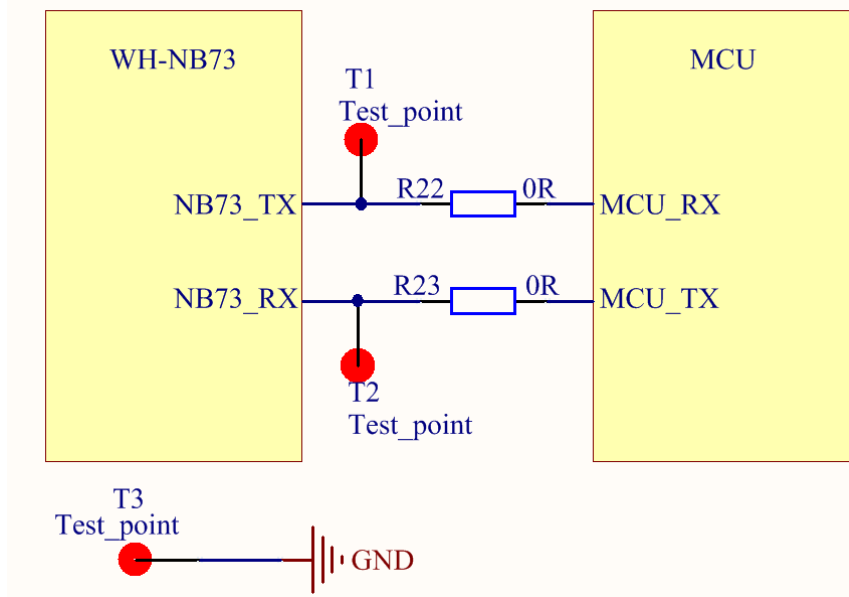 WH-NB73
MCU
T1
Test_point
NB73_TX
R22
0R
MCU_RX
NB73_RX
R23
0R
MCU_TX
T2
Test_point
T3
Test_point
GND